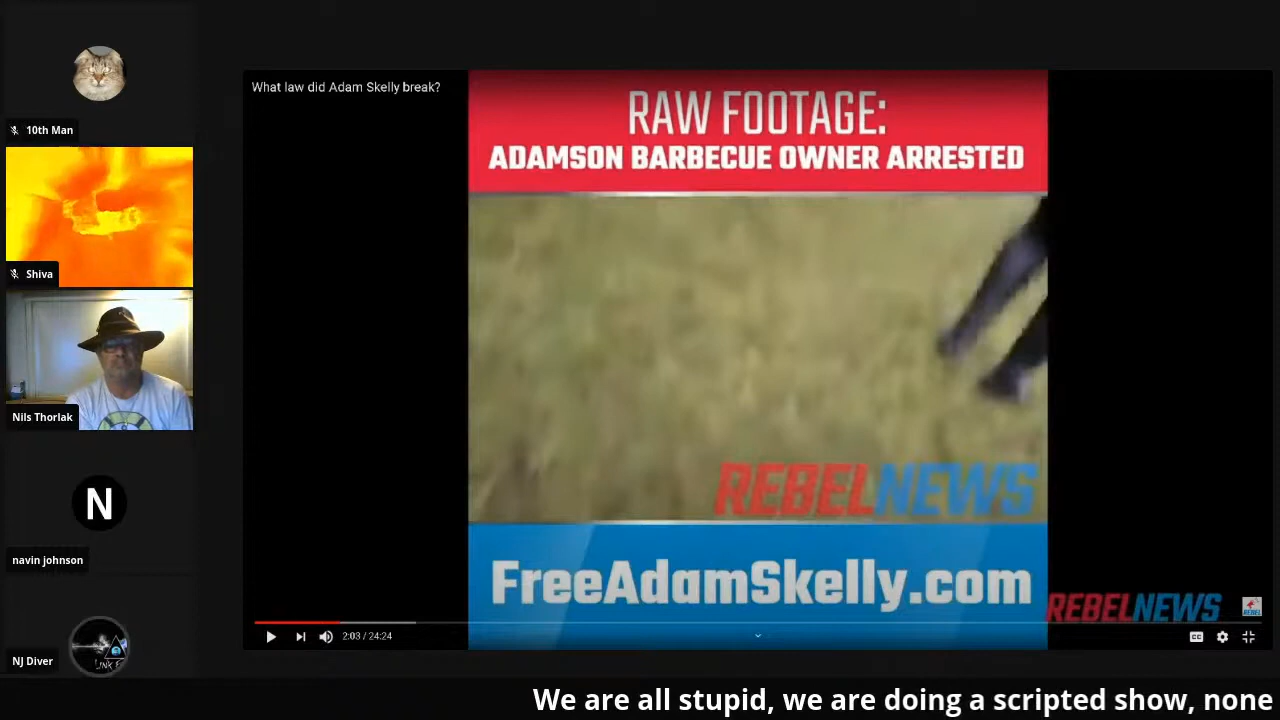 10th Man
Shiva
Nils Thorlak
N
navin johnson
NJ Diver
What law did Adam Skelly break?
RAW FOOTAGE:
ADAMSON BARBECUE OWNER ARRESTED
REBELNEWS
FreeAdamSkelly.com
REBELNEWS
REBEL
2:03 / 24:24
CC
We are all stupid, we are doing a scripted show, none